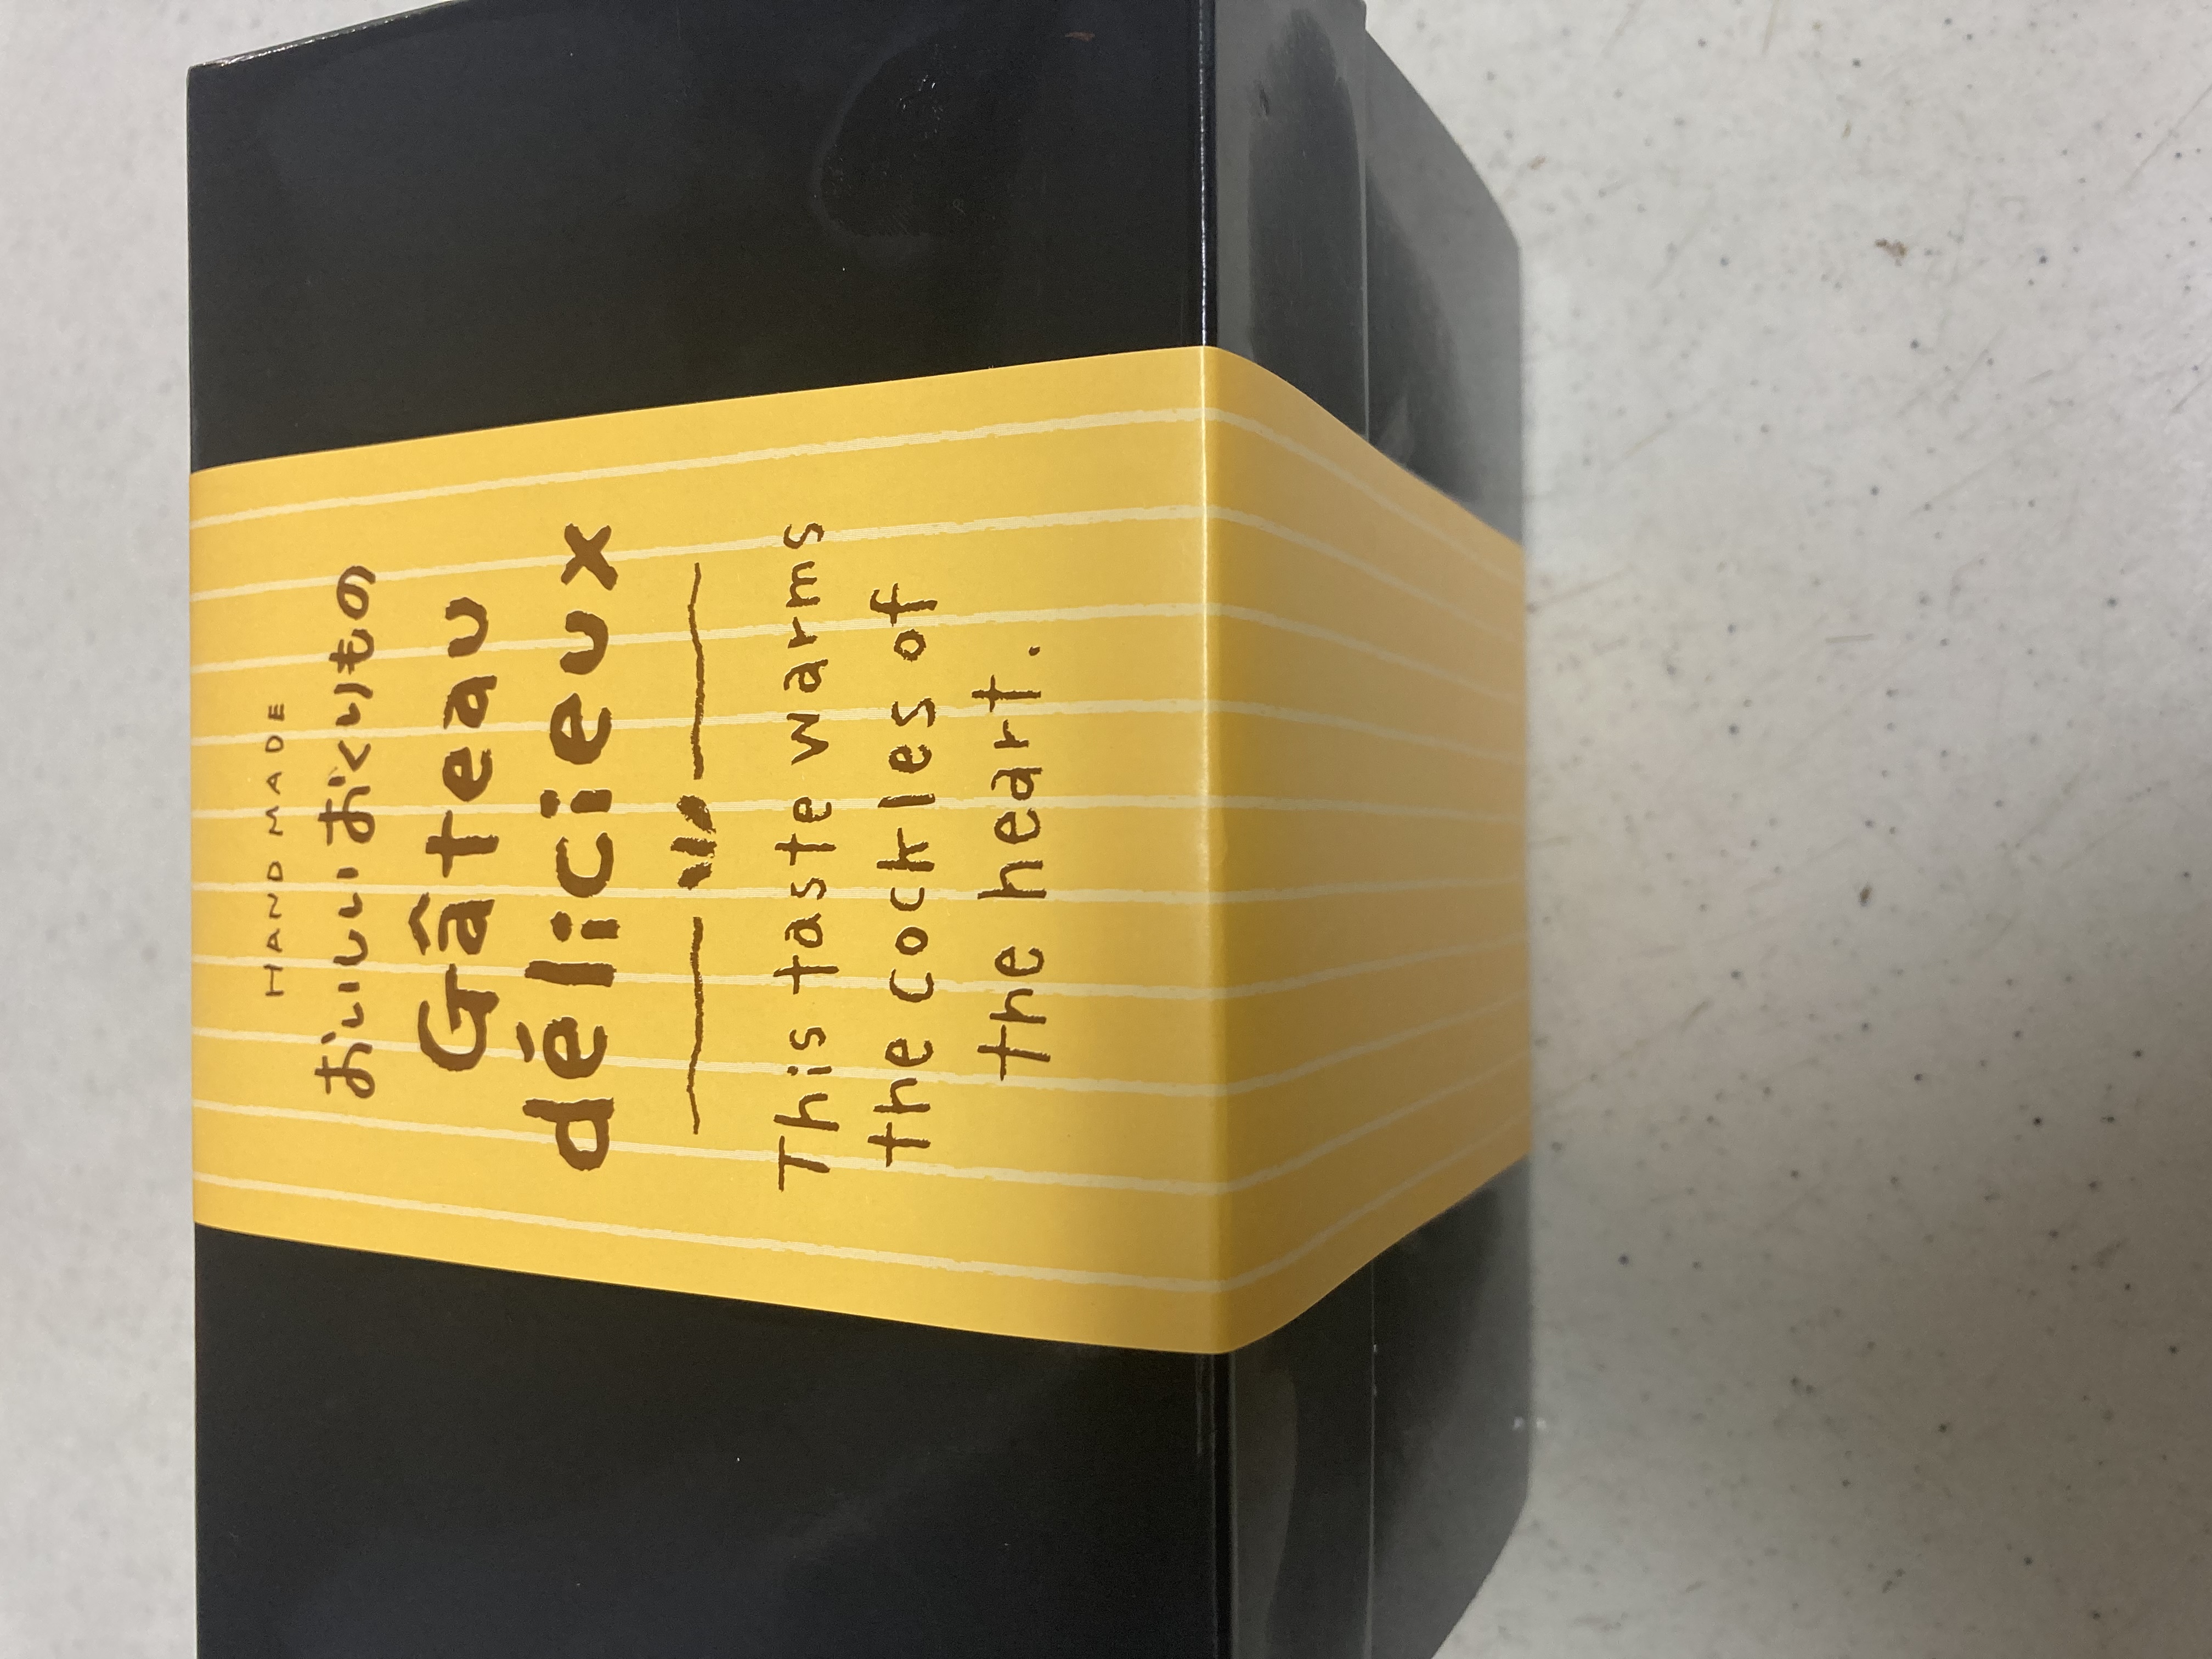 HAND MADE
おいしいおくりもの
Gâteau
délicieux
This taste warms
the cockles of
the heart.